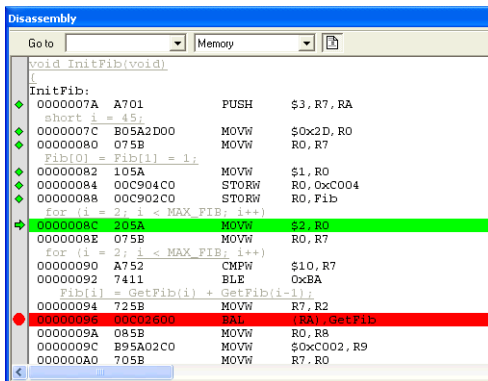 Disassembly
Go to Memory
void InitFib(void)
{
InitFib:
0000007A A701 PUSH $3, R7, RA
short i = 45;
0000007C B05A2D00 MOVW $0x2D, R0
00000080 075B MOVW R0, R7
Fib[0] = Fib[1] = 1;
00000082 105A MOVW $1, R0
00000084 00C904C0 STORW R0, 0xC004
00000088 00C902C0 STORW R0, Fib
for (i = 2; i < MAX_FIB; i++)
0000008C 205A MOVW $2, R0
0000008E 075B MOVW R0, R7
for (i = 2; i < MAX_FIB; i++)
00000090 A752 CMPW $10, R7
00000092 7411 BLE 0xBA
Fib[i] = GetFib(i) + GetFib(i-1);
00000094 725B MOVW R7, R2
00000096 00C02600 BAL (RA), GetFib
0000009A 085B MOVW R0, R8
0000009C B95A02C0 MOVW $0xC002, R9
000000A0 705B MOVW R7, R0